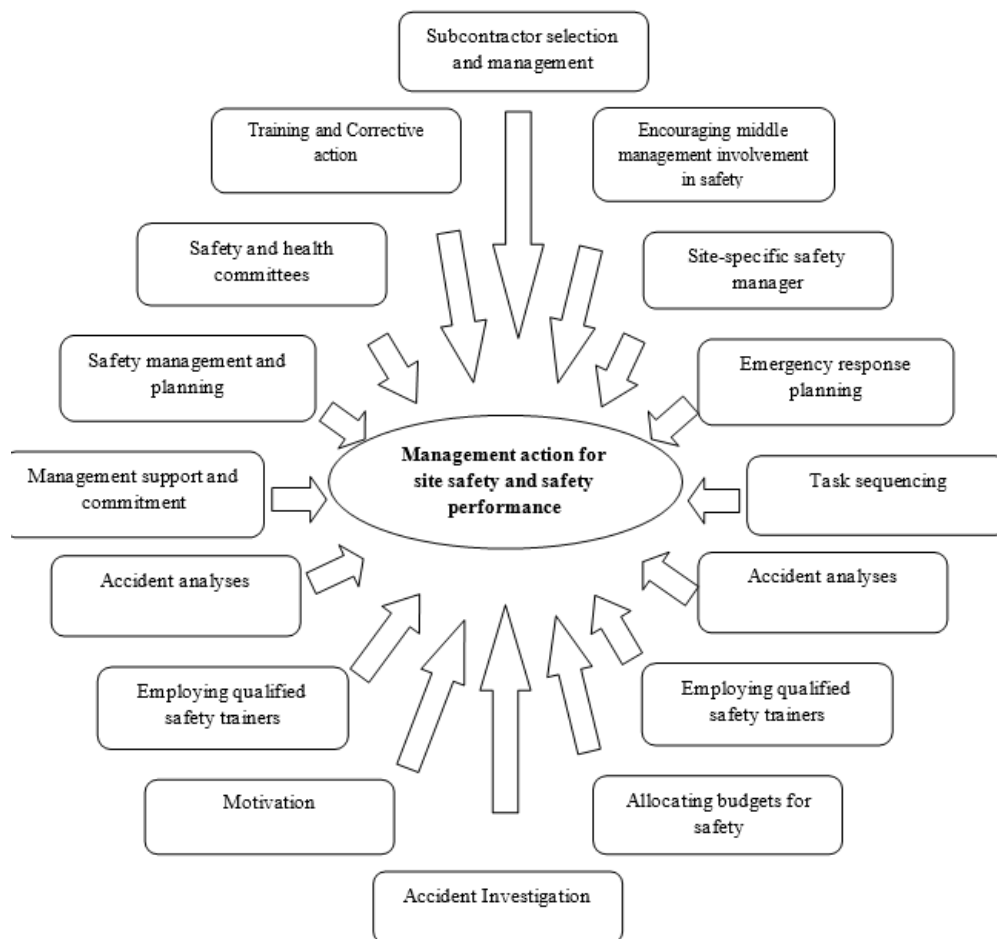 Subcontractor selection
and management
Training and Corrective
action
Encouraging middle
management involvement
in safety
Safety and health
committees
Site-specific safety
manager
Safety management and
planning
Emergency response
planning
Management action for
site safety and safety
performance
Management support and
commitment
Task sequencing
Accident analyses
Accident analyses
Employing qualified
safety trainers
Employing qualified
safety trainers
Motivation
Allocating budgets for
safety
Accident Investigation